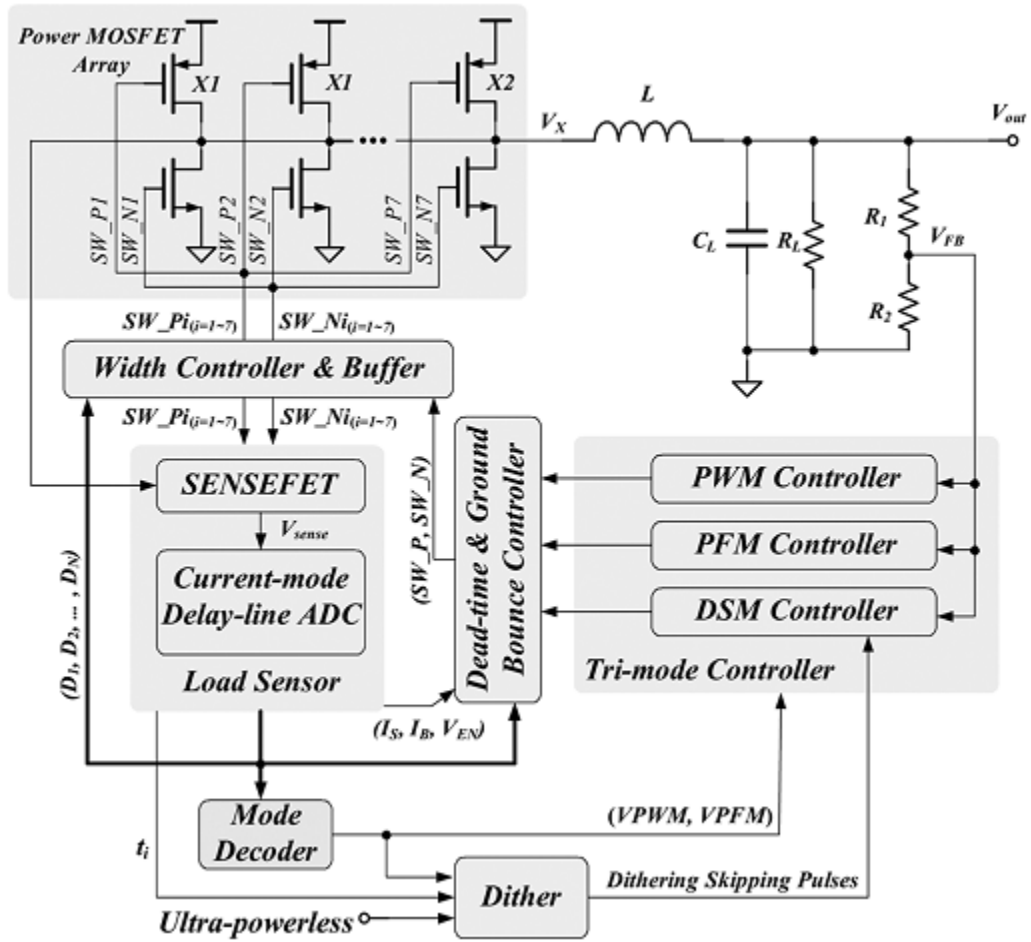 Power MOSFET
Array
X1
X1
X2
SW_P1
SW_N1
SW_P2
SW_N2
SW_P7
SW_N7
V_X
L
V_out
C_L
R_L
R_1
V_FB
R_2
SW_Pi(i=1~7)
SW_Ni(i=1~7)
Width Controller & Buffer
SW_Pi(i=1~7)
SW_Ni(i=1~7)
SENSEFET
V_sense
Current-mode
Delay-line ADC
Load Sensor
(D_1, D_2, ... , D_N)
(SW_P, SW_N)
Dead-time & Ground
Bounce Controller
PWM Controller
PFM Controller
DSM Controller
Tri-mode Controller
(I_S, I_B, V_EN)
Mode
Decoder
(VPWM, VPFM)
t_i
Dither
Dithering Skipping Pulses
Ultra-powerless